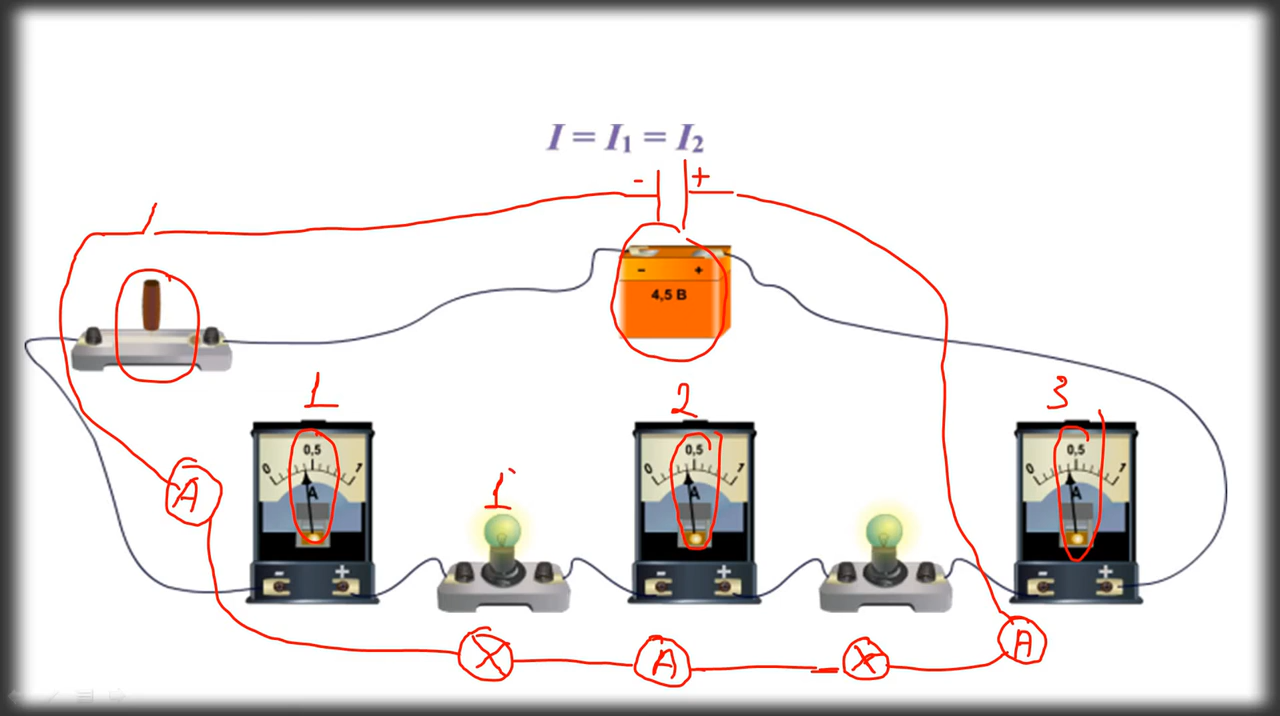 I = I₁ = I₂
- +
- +
4,5 В
1 2 3
0 0,5 1
A
0 0,5 1
A
0 0,5 1
A
A
1
- +
- +
- +
X A X A